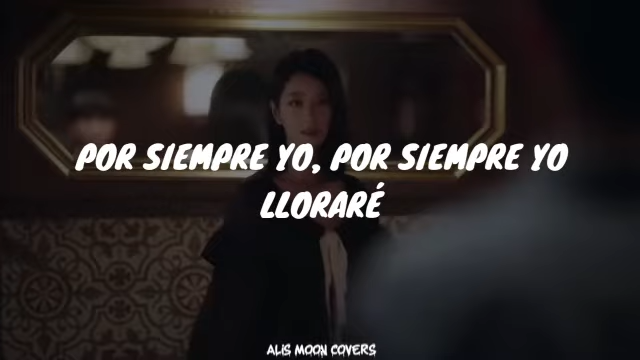 POR SIEMPRE YO, POR SIEMPRE YO
LLORARÉ
ALIS MOON COVERS